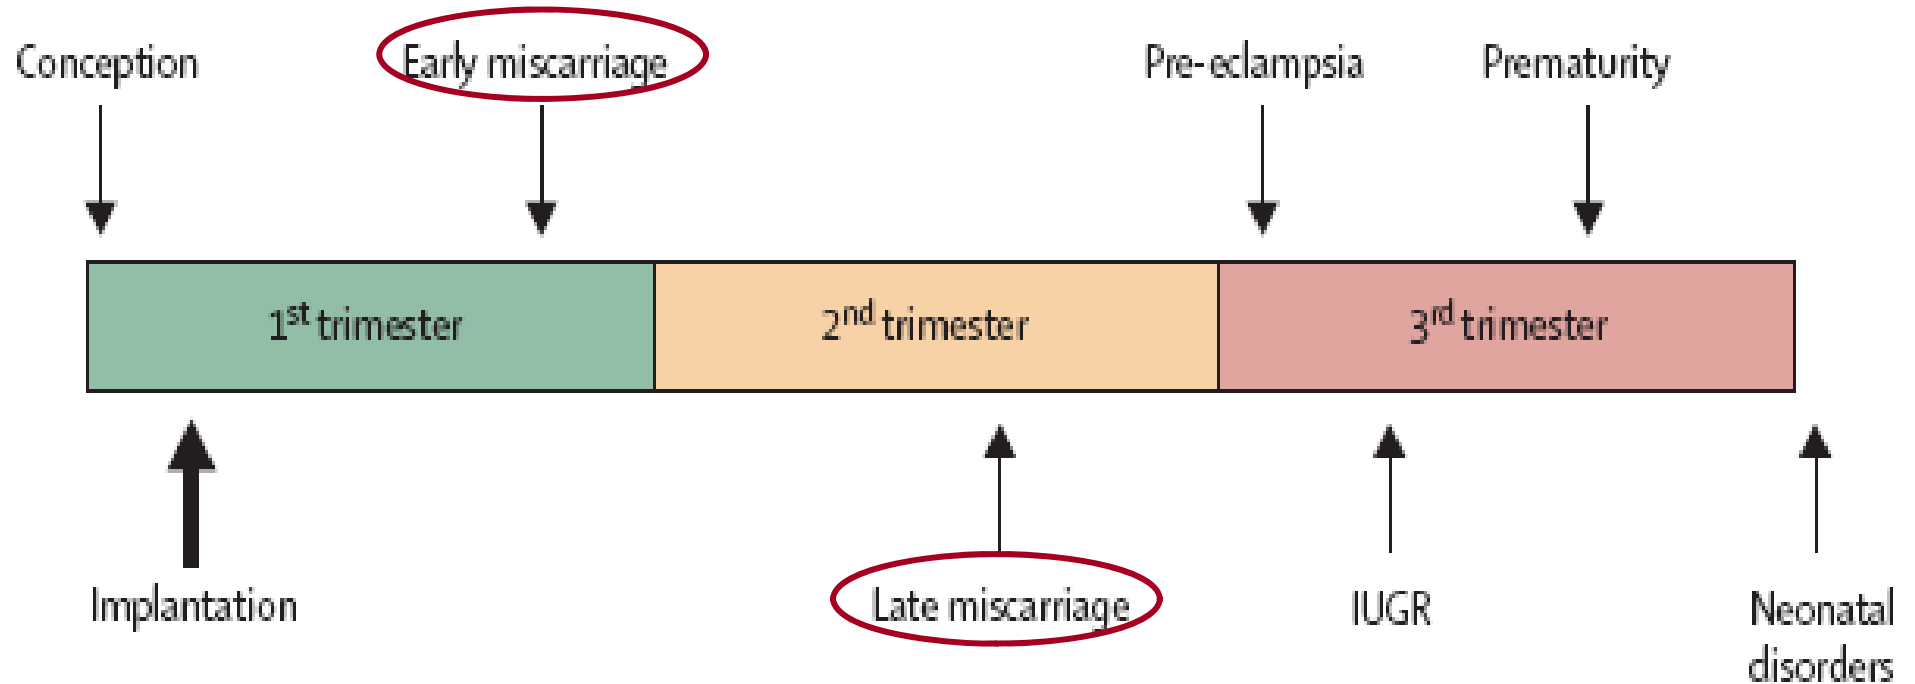 Conception
Early miscarriage
Pre-eclampsia
Prematurity
1st trimester
2nd trimester
3rd trimester
Implantation
Late miscarriage
IUGR
Neonatal
disorders